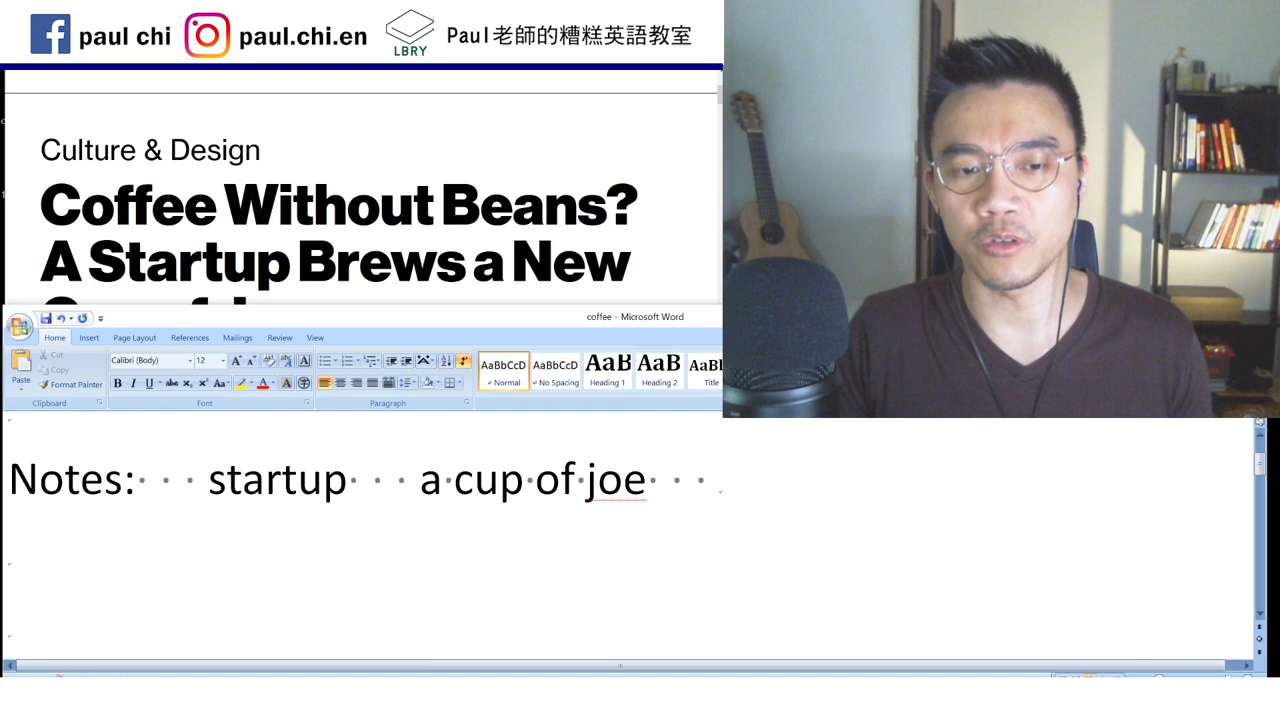 paul chi paul.chi.en LBRY Paul老師的糟糕英語教室
Culture & Design
Coffee Without Beans?
A Startup Brews a New
coffee - Microsoft Word
Home Insert Page Layout References Mailings Review View
Cut
Copy
Paste
Format Painter
Clipboard
Calibri (Body) 12
Font
Paragraph
AaBbCcD AaBbCcD AaBb AaBb
Normal No Spacing Heading 1 Heading 2 Title
Notes: startup a cup of joe